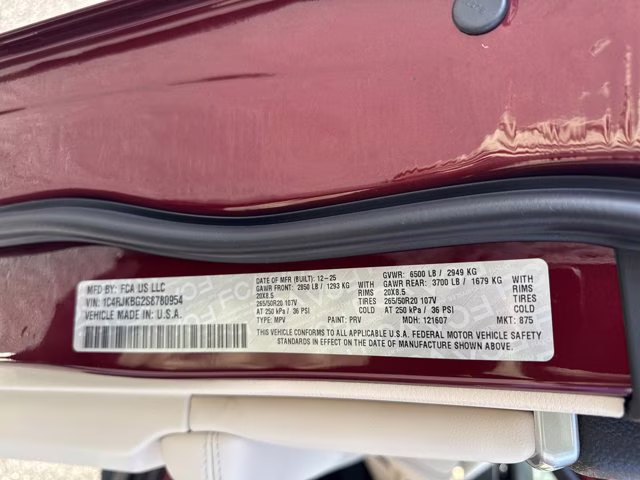 MFD BY: FCA US LLC
VIN: 1C4RJKBG2S8780954
VEHICLE MADE IN: U.S.A.
DATE OF MFR (BUILT): 12-25
GAWR FRONT: 2850 LB / 1293 KG WITH
20X8.5 RIMS
265/50R20 107V TIRES
AT 250 kPa / 36 PSI COLD
TYPE: MPV PAINT: PRV
GVWR: 6500 LB / 2949 KG
GAWR REAR: 3700 LB / 1679 KG WITH
20X8.5 RIMS
265/50R20 107V TIRES
AT 250 kPa / 36 PSI COLD
MDH: 121607 MKT: 875
THIS VEHICLE CONFORMS TO ALL APPLICABLE U.S.A. FEDERAL MOTOR VEHICLE SAFETY
STANDARDS IN EFFECT ON THE DATE OF MANUFACTURE SHOWN ABOVE.